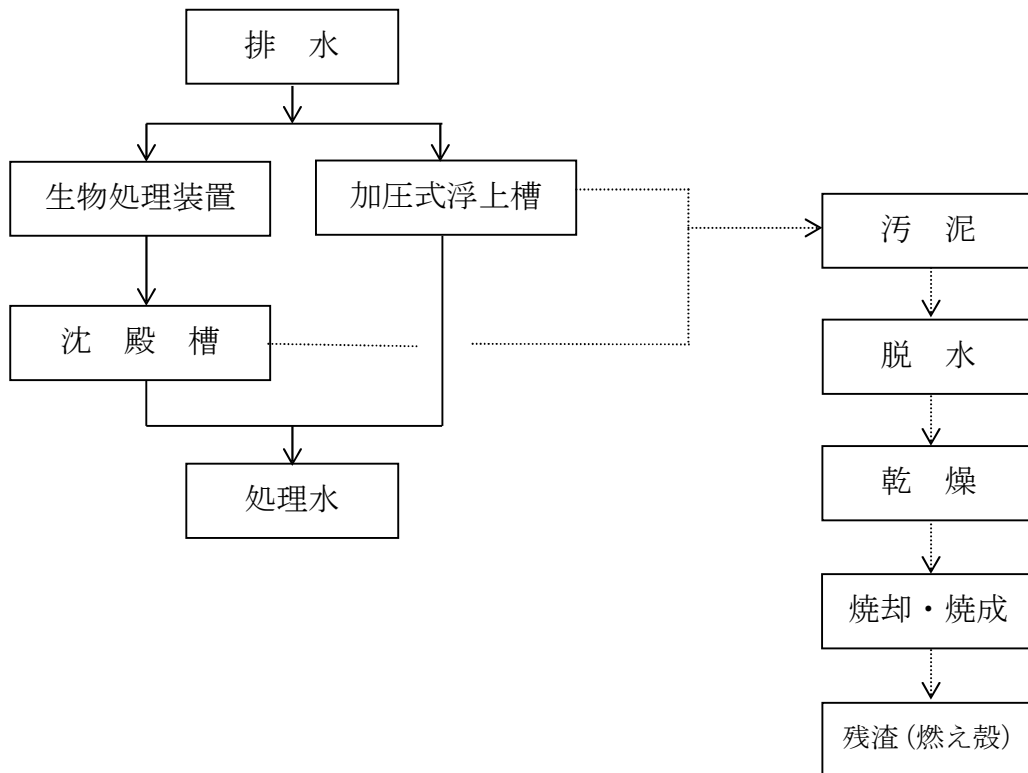 排　水
生物処理装置
加圧式浮上槽
汚　泥
沈　殿　槽
脱　水
乾　燥
処理水
焼却・焼成
残渣(燃え殻)